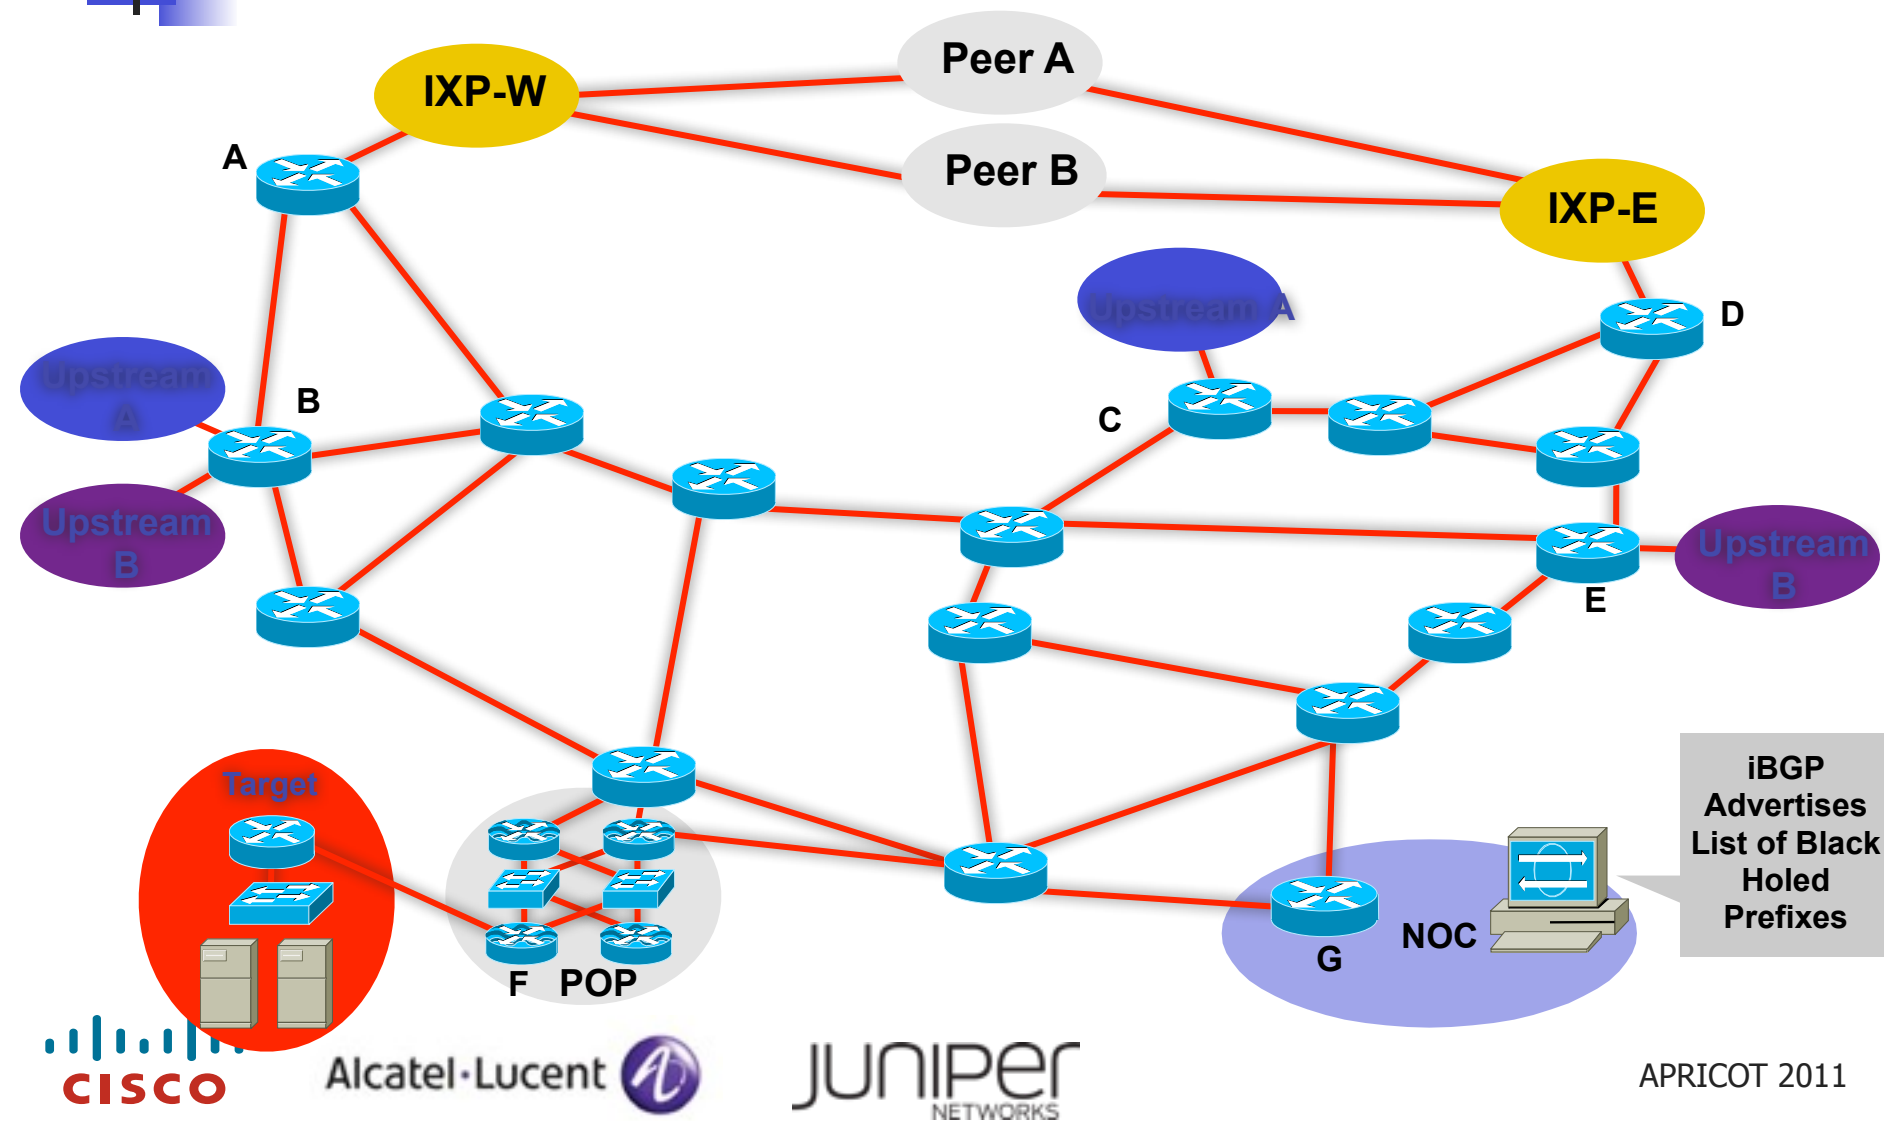 Peer A
IXP-W
A
Peer B
IXP-E
Upstream A
D
Upstream
A
B
C
Upstream
B
Upstream
B
E
Target
iBGP
Advertises
List of Black
Holed
Prefixes
NOC
G
F
POP
CISCO
Alcatel·Lucent
JUNIPEr
NETWORKS
APRICOT 2011